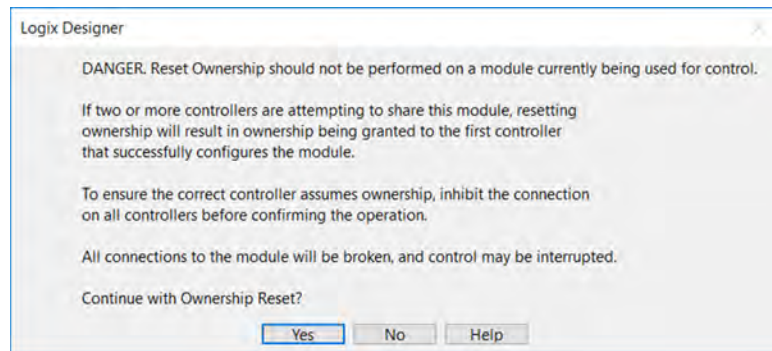 Logix Designer
DANGER. Reset Ownership should not be performed on a module currently being used for control.
If two or more controllers are attempting to share this module, resetting
ownership will result in ownership being granted to the first controller
that successfully configures the module.
To ensure the correct controller assumes ownership, inhibit the connection
on all controllers before confirming the operation.
All connections to the module will be broken, and control may be interrupted.
Continue with Ownership Reset?
Yes No Help